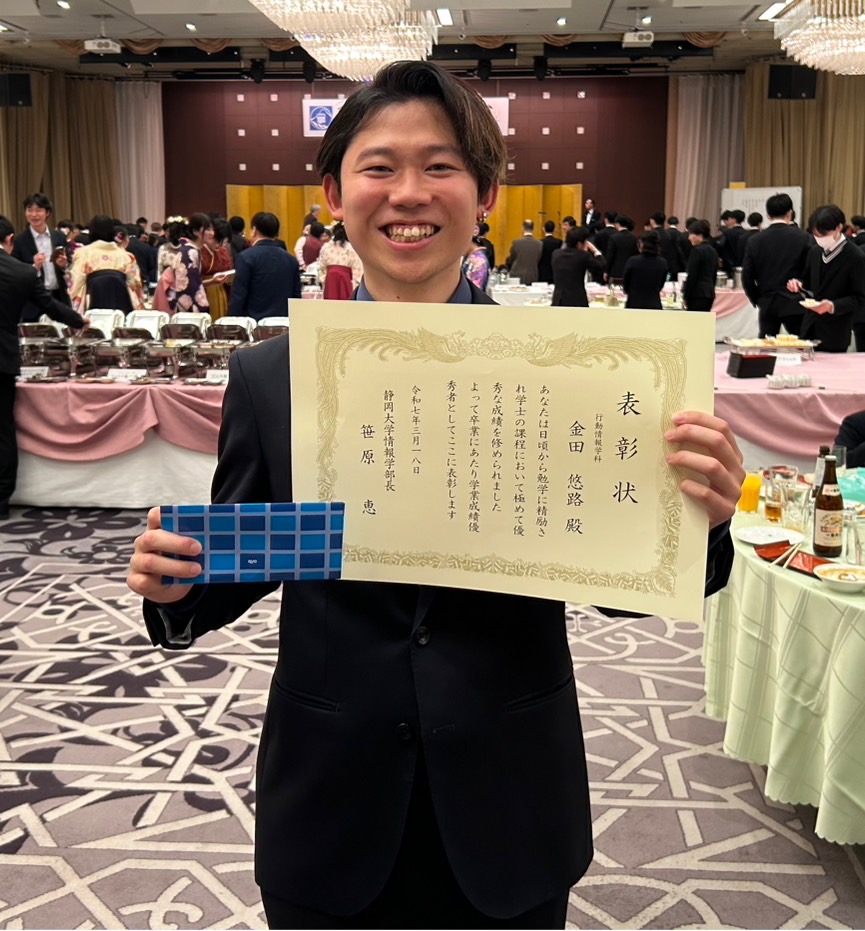 表彰状
行動情報学科
金田 悠路 殿
あなたは日頃から勉学に精励さ
れ学士の課程において極めて優
秀な成績を修められました
よって卒業にあたり学業成績優
秀者としてここに表彰します
令和七年三月一八日
静岡大学情報学部長
笹原 恵